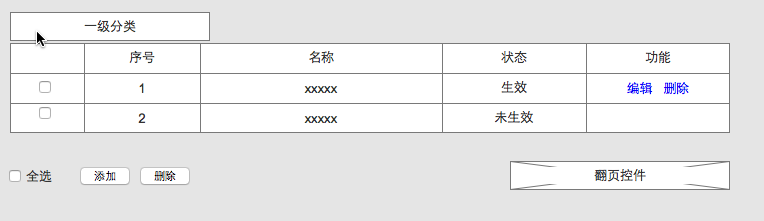 一级分类
序号 名称 状态 功能
1 xxxxx 生效 编辑 删除
2 xxxxx 未生效
全选 添加 删除 翻页控件